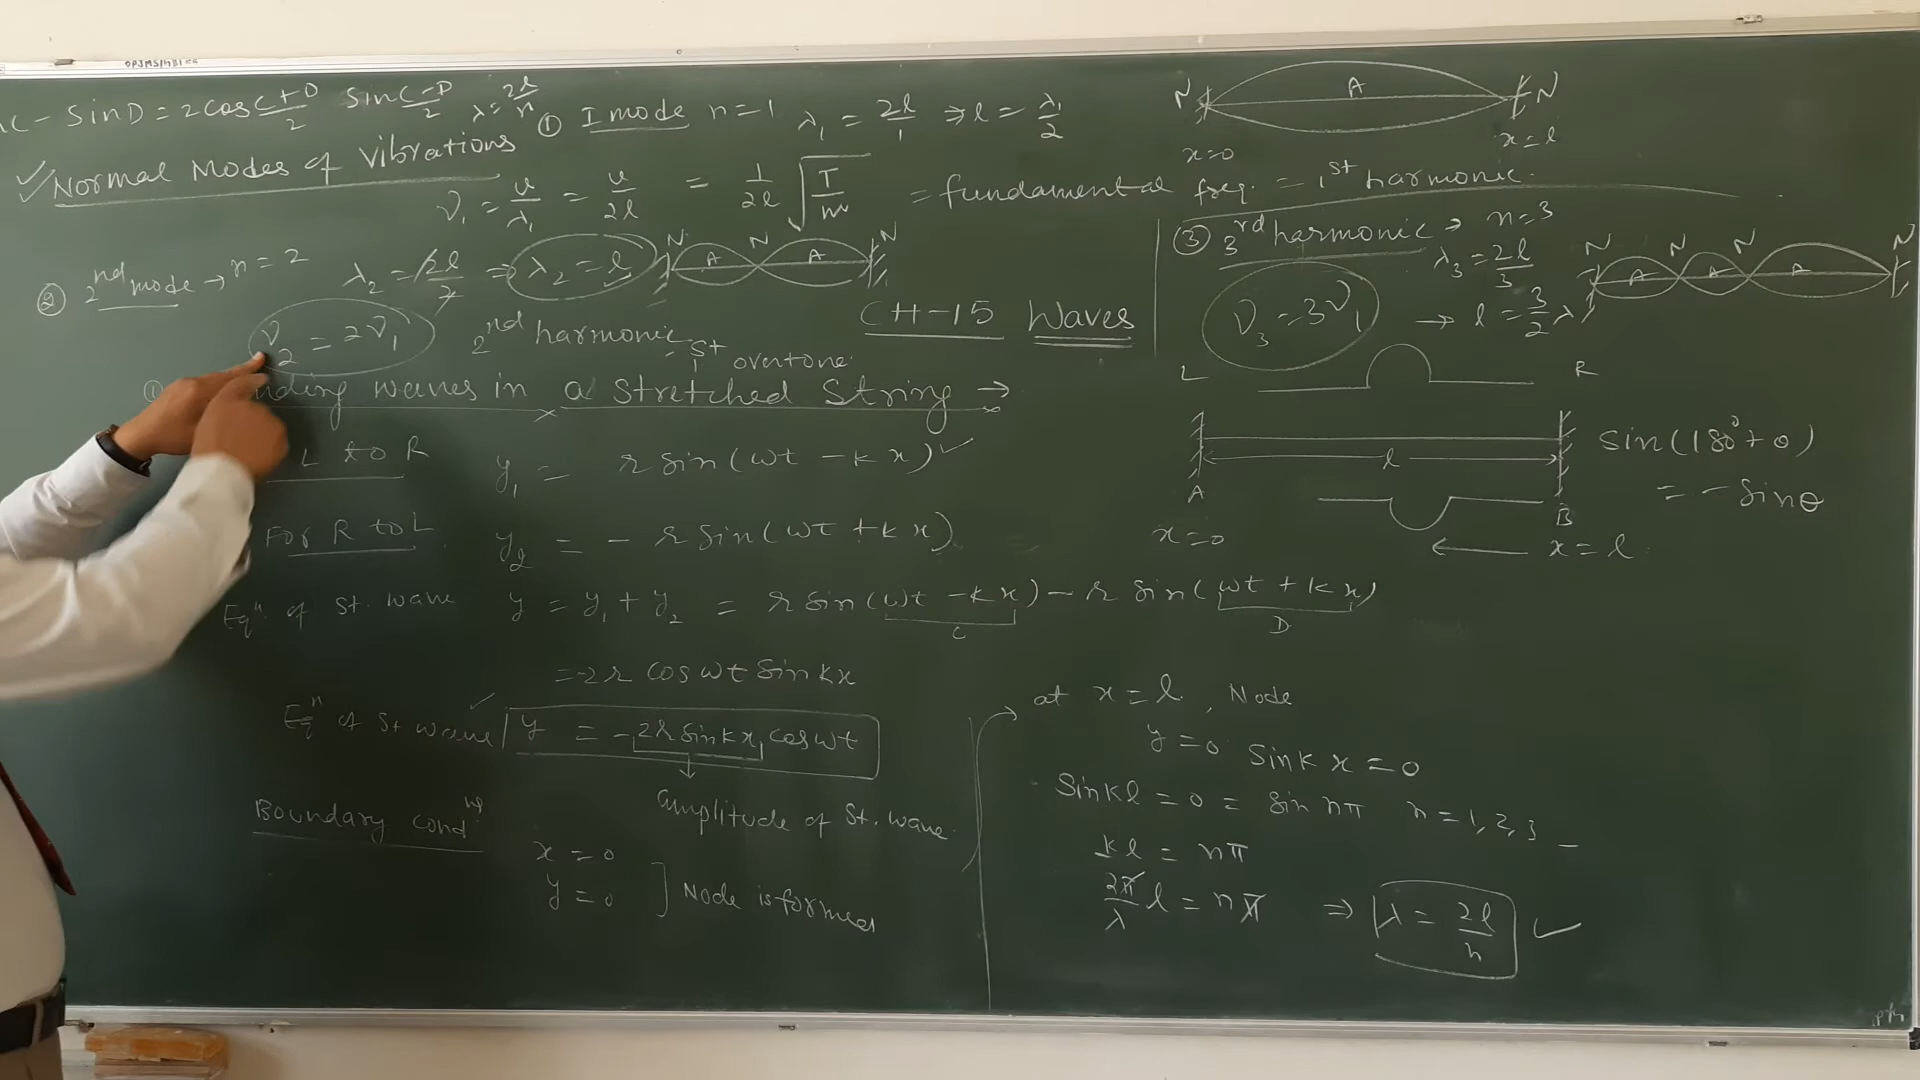 SinD = 2 cos C+D/2 Sin C-D/2 λ = 2l/n
✓ Normal Modes of Vibrations
① I mode n = 1 λ₁ = 2l/1 ⇒ l = λ₁/2
ν₁ = v/λ₁ = v/2l = 1/2l √(T/m) = fundamental freq. = 1st harmonic.
N A N
x=0 x=l
② 2nd mode → n = 2 λ₂ = 2l/2 ⇒ λ₂ = l
N A N A N
ν₂ = 2ν₁ 2nd harmonic
1st overtone
③ 3rd harmonic → n = 3
λ₃ = 2l/3
ν₃ = 3ν₁ → l = 3/2 λ
N A N A N A N
CH-15 Waves
① nding waves in a Stretched String →
L to R y₁ = r sin(ωt - kx) ✓
For R to L y₂ = - r sin(ωt + kx)
Eqn of St. wave y = y₁ + y₂ = r sin(ωt - kx) - r sin(ωt + kx)
C D
= -2r cos ωt Sin kx
Eqn of St wave y = -2r sin kx cos ωt
amplitude of St. wave.
Boundary condns
x = 0
y = 0 ] Node is formed
L R
l
A B
x = 0 x = l
Sin(180° + θ)
= - Sin θ
at x = l, Node
y = 0 Sin k x = 0
Sin kl = 0 = Sin nπ n = 1, 2, 3 _
kl = nπ
2π/λ l = nπ ⇒ λ = 2l/n ✓